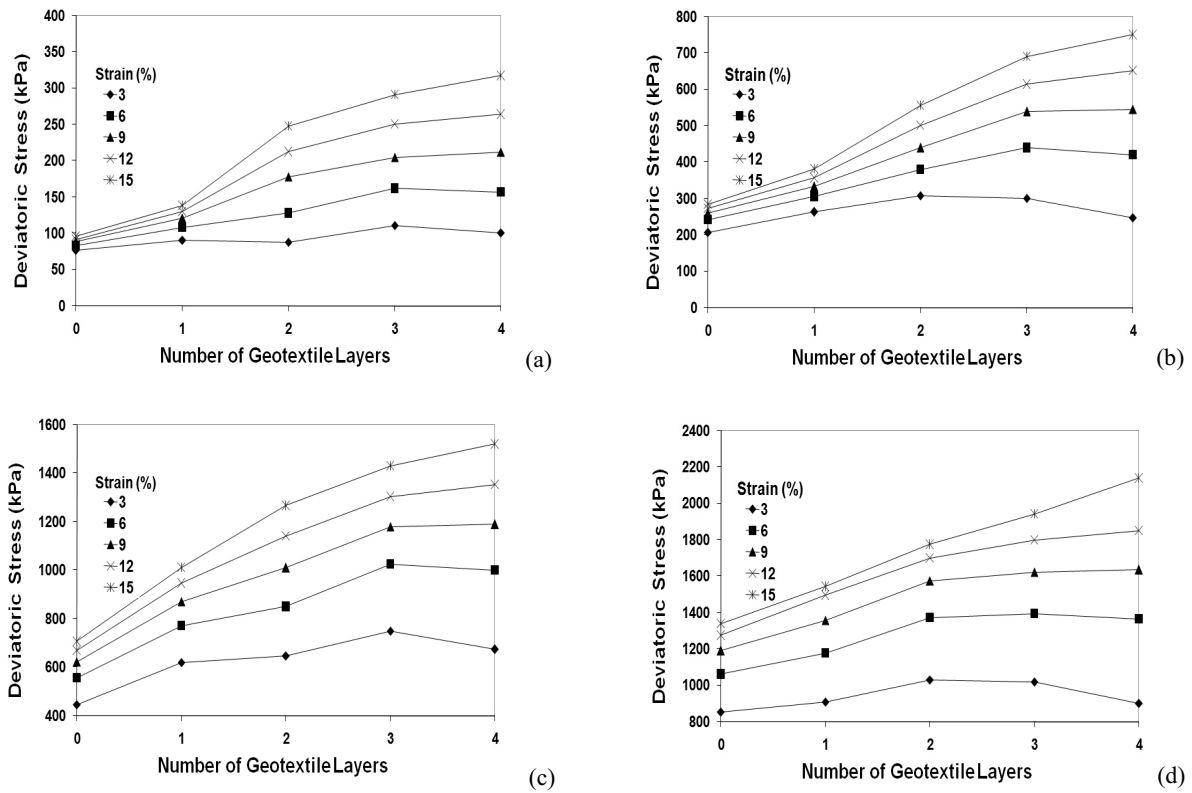 400
350
300
250
200
150
100
50
0
Deviatoric Stress (kPa)
Strain (%)
3
6
9
12
15
0 1 2 3 4
Number of Geotextile Layers
(a)
800
700
600
500
400
300
200
100
0
Deviatoric Stress (kPa)
Strain (%)
3
6
9
12
15
0 1 2 3 4
Number of Geotextile Layers
(b)
1600
1400
1200
1000
800
600
400
Deviatoric Stress (kPa)
Strain (%)
3
6
9
12
15
0 1 2 3 4
Number of Geotextile Layers
(c)
2400
2200
2000
1800
1600
1400
1200
1000
800
Deviatoric Stress (kPa)
Strain (%)
3
6
9
12
15
0 1 2 3 4
Number of Geotextile Layers
(d)